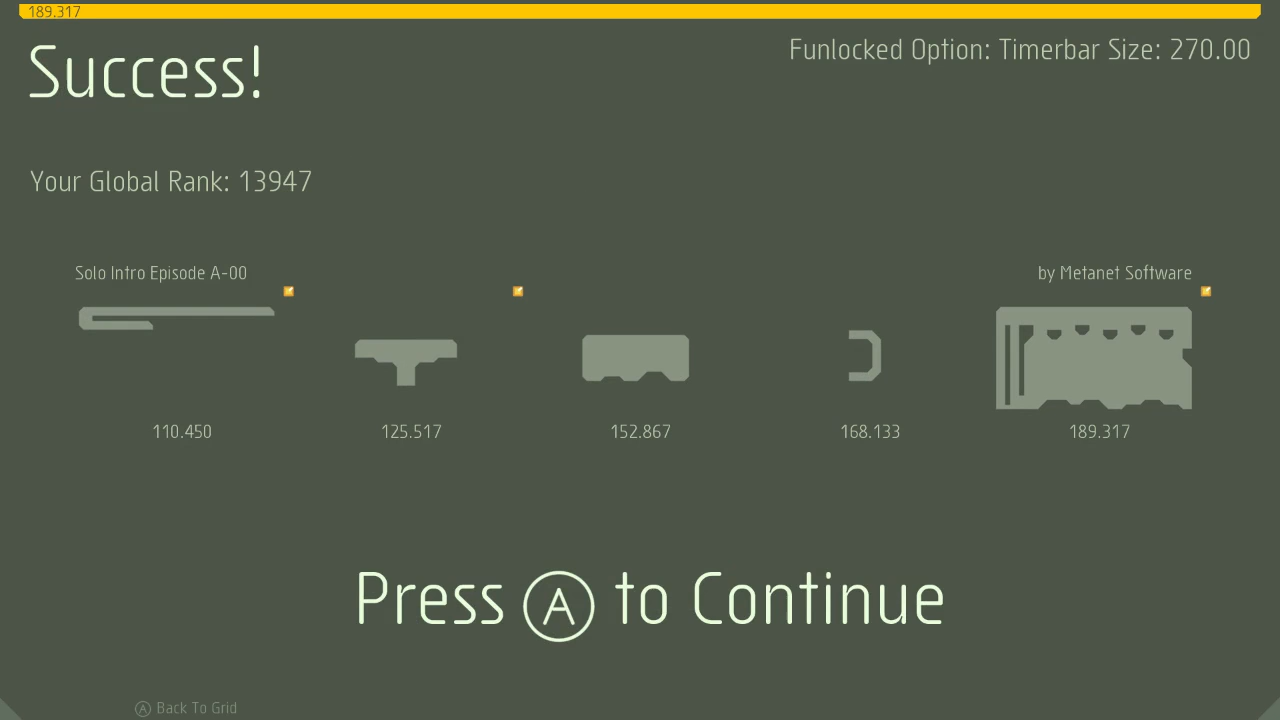 189.317
Success!
Funlocked Option: Timerbar Size: 270.00
Your Global Rank: 13947
Solo Intro Episode A-00
by Metanet Software
110.450
125.517
152.867
168.133
189.317
Press A to Continue
A Back To Grid